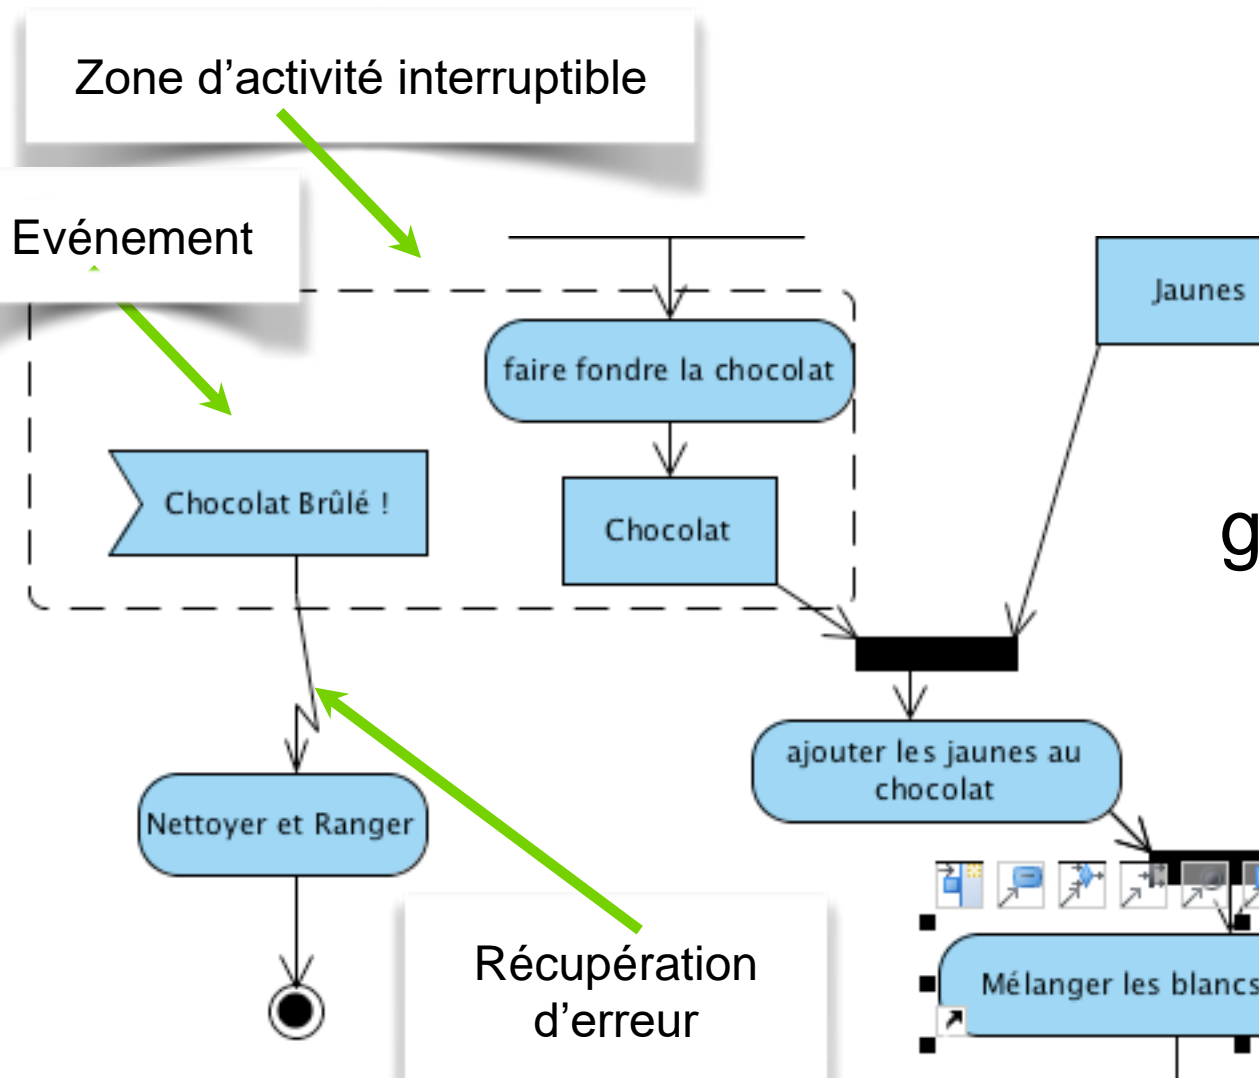 Zone d’activité interruptible
Evénement
Jaunes
faire fondre la chocolat
Chocolat Brûlé !
Chocolat
g
ajouter les jaunes au
chocolat
Nettoyer et Ranger
Récupération
d’erreur
Mélanger les blancs